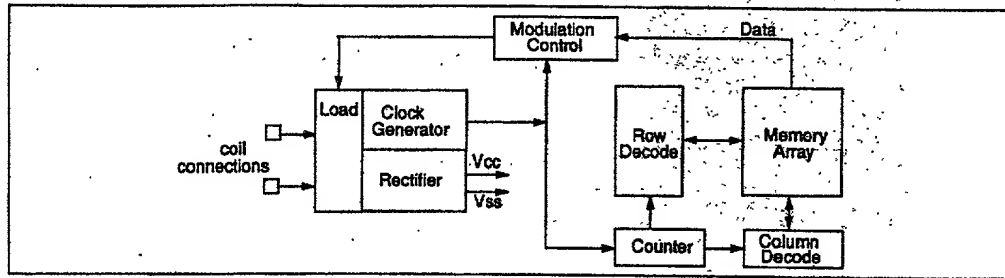 Modulation
Control
Data
Load
Clock
Generator
Row
Decode
Memory
Array
coil
connections
Rectifier
Vcc
Vss
Counter
Column
Decode